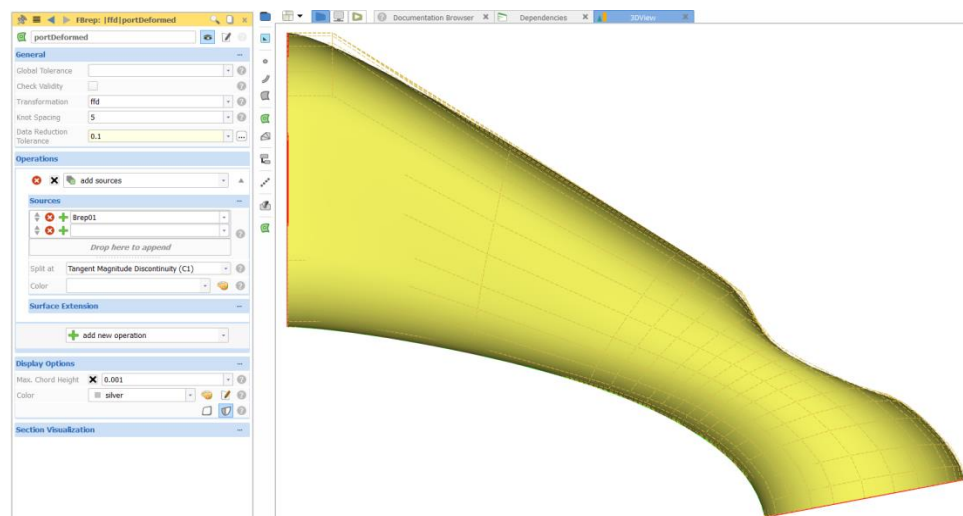 FBrep: |ffd|portDeformed
Documentation Browser
Dependencies
3DView
portDeformed
General
Global Tolerance
Check Validity
Transformation
ffd
Knot Spacing
5
Data Reduction
Tolerance
0.1
Operations
add sources
Sources
Brep01
Drop here to append
Split at
Tangent Magnitude Discontinuity (C1)
Color
Surface Extension
add new operation
Display Options
Max. Chord Height
0.001
Color
silver
Section Visualization